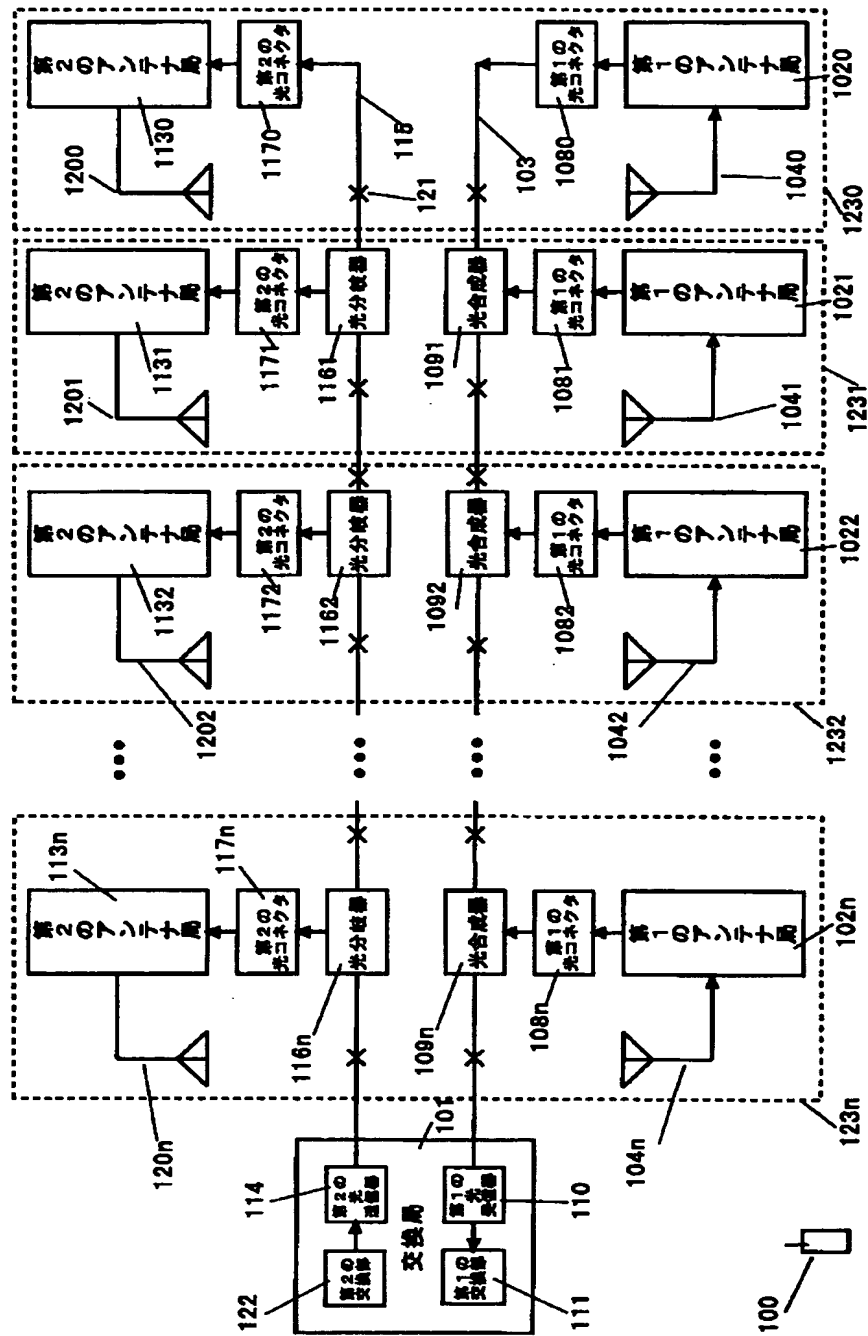 第2のアンテナ局
1130
1200
第2の
光コネクタ
1170
118
121
103
第1の
光コネクタ
1080
第1のアンテナ局
1020
1040
1230
第2のアンテナ局
1131
1201
第2の
光コネクタ
1171
光分岐器
1161
光合成器
1091
第1の
光コネクタ
1081
第1のアンテナ局
1021
1041
1231
第2のアンテナ局
1132
1202
第2の
光コネクタ
1172
光分岐器
1162
光合成器
1092
第1の
光コネクタ
1082
第1のアンテナ局
1022
1042
1232
•••
•••
•••
•••
第2のアンテナ局
113n
120n
第2の
光コネクタ
117n
光分岐器
116n
光合成器
109n
第1の
光コネクタ
108n
第1のアンテナ局
102n
104n
123n
交換局
101
第2の
光
送信器
114
第2の
交換部
122
第1の
光
受信器
110
第1の
交換部
111
100